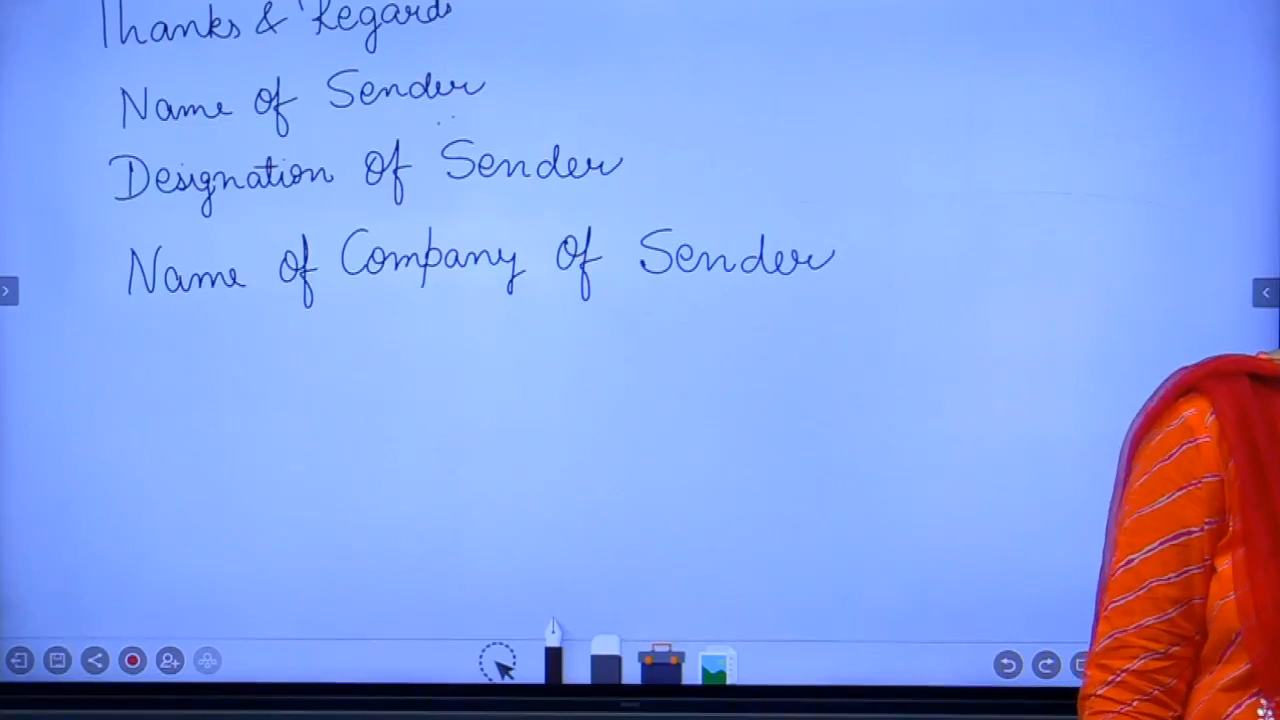 Thanks & Regards
Name of Sender
Designation of Sender
Name of Company of Sender